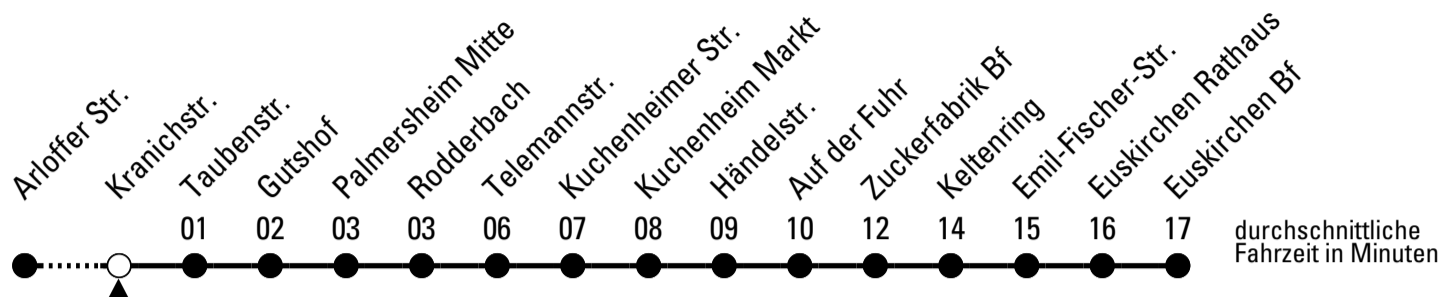 Arloffer Str.
Kranichstr.
Taubenstr.
Gutshof
Palmersheim Mitte
Rodderbach
Telemannstr.
Kuchenheimer Str.
Kuchenheim Markt
Händelstr.
Auf der Fuhr
Zuckerfabrik Bf
Keltenring
Emil-Fischer-Str.
Euskirchen Rathaus
Euskirchen Bf
01 02 03 03 06 07 08 09 10 12 14 15 16 17
durchschnittliche
Fahrzeit in Minuten